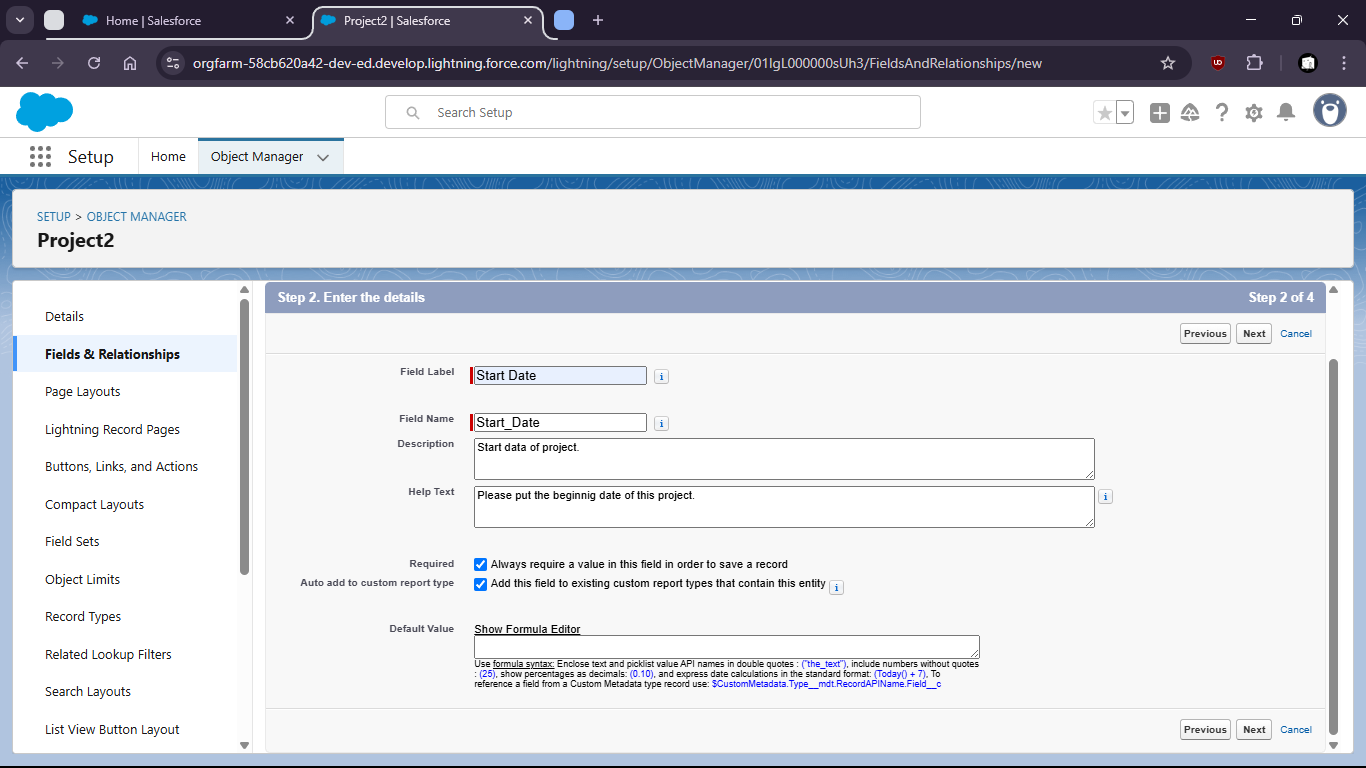 Home | Salesforce
Project2 | Salesforce
orgfarm-58cb620a42-dev-ed.develop.lightning.force.com/lightning/setup/ObjectManager/01IgL000000sUh3/FieldsAndRelationships/new
Search Setup
Setup
Home
Object Manager
SETUP > OBJECT MANAGER
Project2
Details
Fields & Relationships
Page Layouts
Lightning Record Pages
Buttons, Links, and Actions
Compact Layouts
Field Sets
Object Limits
Record Types
Related Lookup Filters
Search Layouts
List View Button Layout
Step 2. Enter the details
Step 2 of 4
Previous
Next
Cancel
Field Label
Start Date
Field Name
Start_Date
Description
Start data of project.
Help Text
Please put the beginnig date of this project.
Required
Always require a value in this field in order to save a record
Auto add to custom report type
Add this field to existing custom report types that contain this entity
Default Value
Show Formula Editor
Use formula syntax: Enclose text and picklist value API names in double quotes : ("the_text"), include numbers without quotes
: (25), show percentages as decimals: (0.10), and express date calculations in the standard format: (Today() + 7), To
reference a field from a Custom Metadata type record use: $CustomMetadata.Type__mdt.RecordAPIName.Field__c
Previous
Next
Cancel